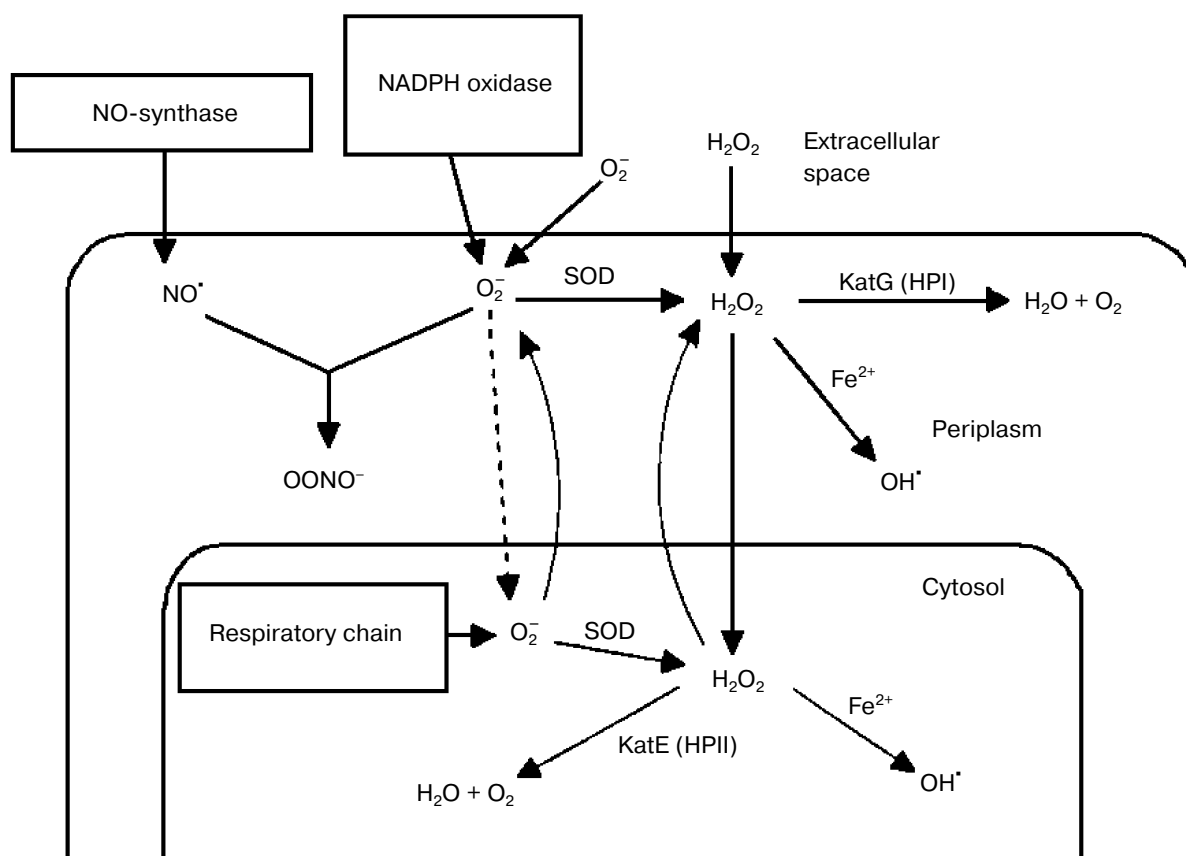 NADPH oxidase
NO-synthase
H₂O₂
Extracellular
space
O₂⁻
NO•
O₂⁻
SOD
H₂O₂
KatG (HPI)
H₂O + O₂
Fe²⁺
Periplasm
OONO⁻
OH•
Cytosol
Respiratory chain
O₂⁻
SOD
H₂O₂
Fe²⁺
KatE (HPII)
H₂O + O₂
OH•